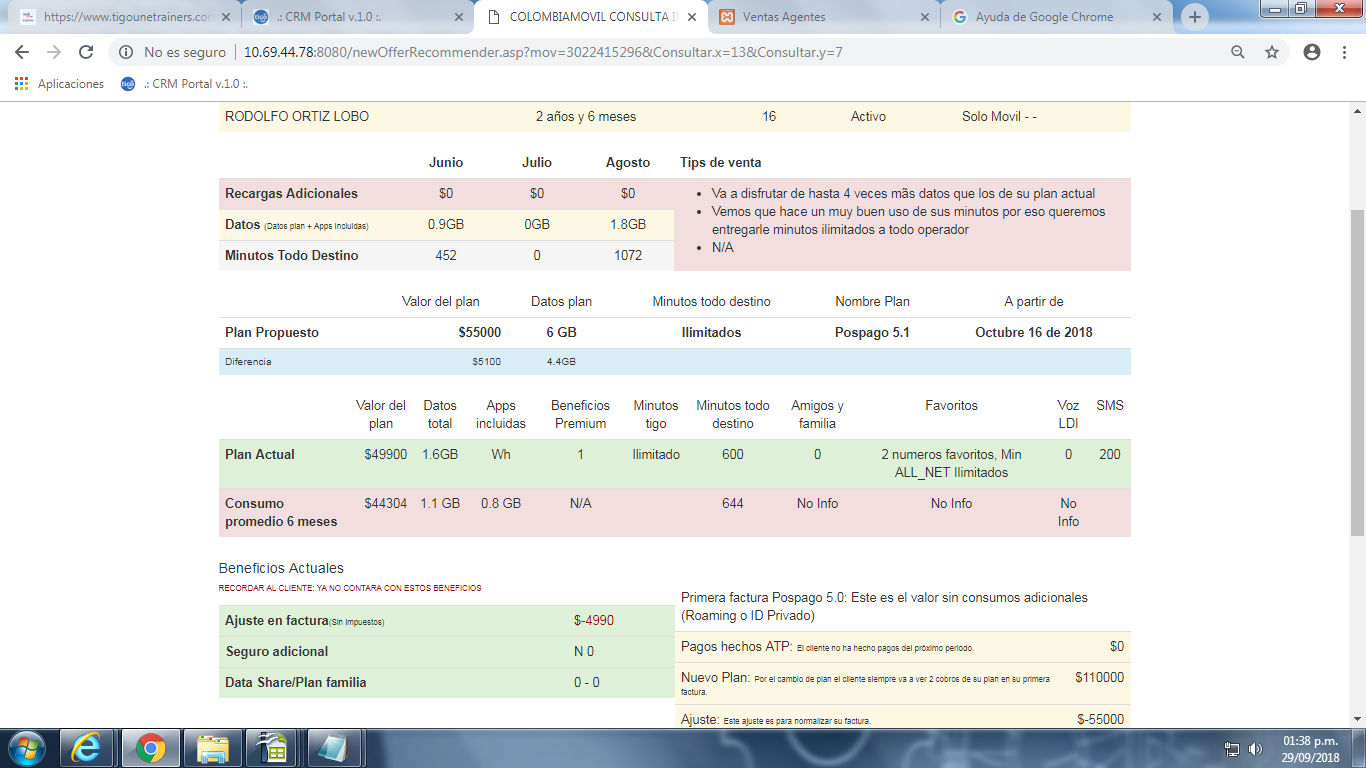 https://www.tigounetrainers.con
.: CRM Portal v.1.0 :.
COLOMBIAMOVIL CONSULTA I
Ventas Agentes
Ayuda de Google Chrome
No es seguro
10.69.44.78:8080/newOfferRecommender.asp?mov=3022415296&Consultar.x=13&Consultar.y=7
Aplicaciones
.: CRM Portal v.1.0 :.
RODOLFO ORTIZ LOBO 2 años y 6 meses 16 Activo Solo Movil - -
Junio Julio Agosto Tips de venta
Recargas Adicionales $0 $0 $0
Datos (Datos plan + Apps Incluidas) 0.9GB 0GB 1.8GB
Minutos Todo Destino 452 0 1072
Va a disfrutar de hasta 4 veces mãs datos que los de su plan actual
Vemos que hace un muy buen uso de sus minutos por eso queremos
entregarle minutos ilimitados a todo operador
N/A
Valor del plan Datos plan Minutos todo destino Nombre Plan A partir de
Plan Propuesto $55000 6 GB Ilimitados Pospago 5.1 Octubre 16 de 2018
Diferencia $5100 4.4GB
Valor del plan Datos total Apps incluidas Beneficios Premium Minutos tigo Minutos todo destino Amigos y familia Favoritos Voz LDI SMS
Plan Actual $49900 1.6GB Wh 1 Ilimitado 600 0 2 numeros favoritos, Min ALL_NET Ilimitados 0 200
Consumo promedio 6 meses $44304 1.1 GB 0.8 GB N/A 644 No Info No Info No Info
Beneficios Actuales
RECORDAR AL CLIENTE: YA NO CONTARA CON ESTOS BENEFICIOS
Ajuste en factura(Sin impuestos) $-4990
Seguro adicional N 0
Data Share/Plan familia 0 - 0
Primera factura Pospago 5.0: Este es el valor sin consumos adicionales
(Roaming o ID Privado)
Pagos hechos ATP: El cliente no ha hecho pagos del próximo periodo. $0
Nuevo Plan: Por el cambio de plan el cliente siempre va a ver 2 cobros de su plan en su primera $110000
factura.
Ajuste: Este ajuste es para normalizar su factura. $-55000
01:38 p.m.
29/09/2018